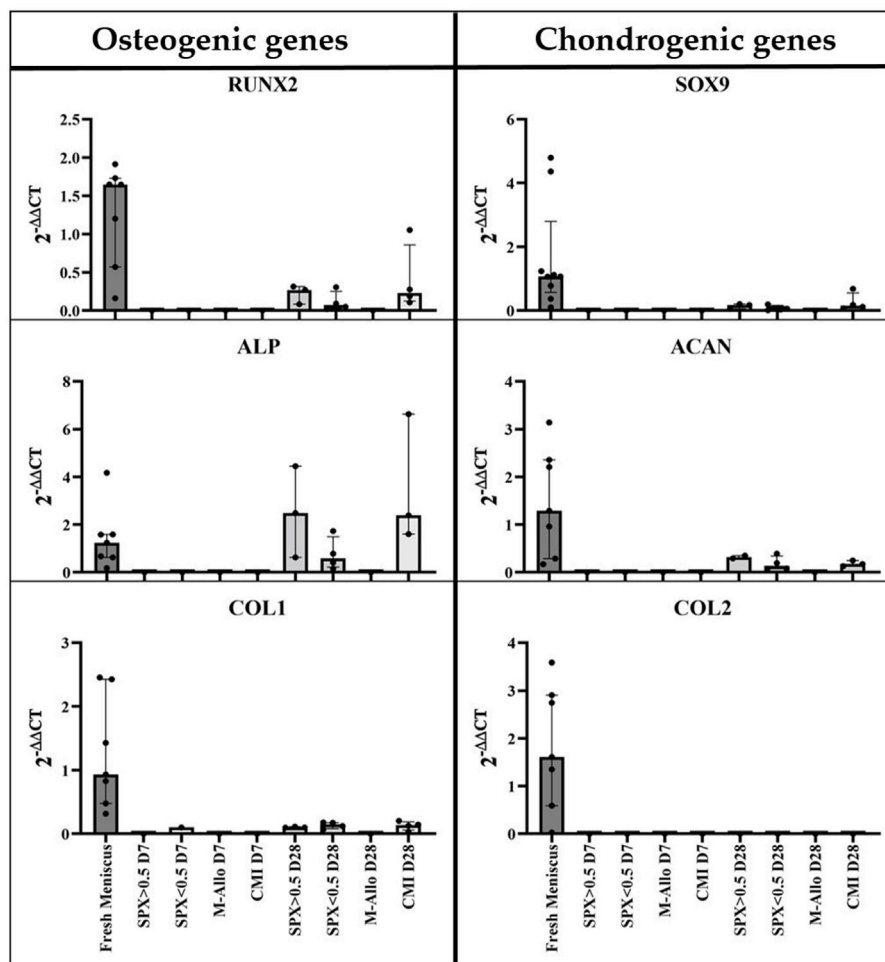 Osteogenic genes
Chondrogenic genes
RUNX2
2^-ΔΔCT
2.5
2.0
1.5
1.0
0.5
0.0
SOX9
2^-ΔΔCT
6
4
2
0
ALP
2^-ΔΔCT
8
6
4
2
0
ACAN
2^-ΔΔCT
4
3
2
1
0
COL1
2^-ΔΔCT
3
2
1
0
Fresh Meniscus
SPX>0.5 D7
SPX<0.5 D7
M-Allo D7
CMI D7
SPX>0.5 D28
SPX<0.5 D28
M-Allo D28
CMI D28
COL2
2^-ΔΔCT
4
3
2
1
0
Fresh Meniscus
SPX>0.5 D7
SPX<0.5 D7
M-Allo D7
CMI D7
SPX>0.5 D28
SPX<0.5 D28
M-Allo D28
CMI D28